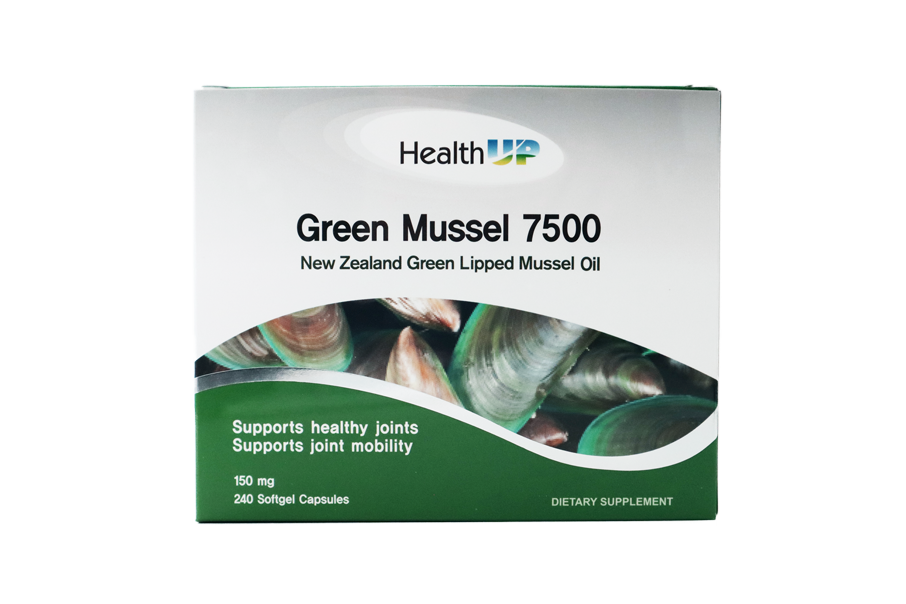 HealthUP
Green Mussel 7500
New Zealand Green Lipped Mussel Oil
Supports healthy joints
Supports joint mobility
150 mg
240 Softgel Capsules
DIETARY SUPPLEMENT